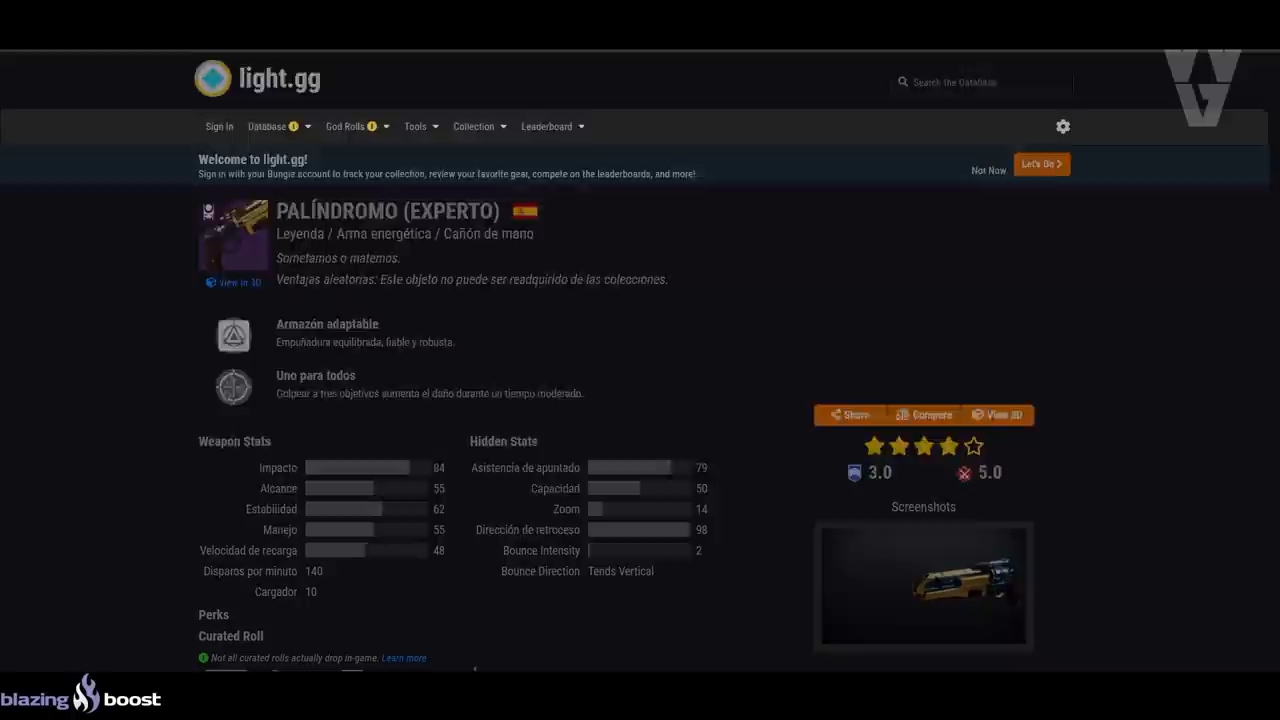 light.gg
Search the Database
WG
Sign In Database God Rolls Tools Collection Leaderboard
Welcome to light.gg!
Sign in with your Bungie account to track your collection, review your favorite gear, compete on the leaderboards, and more!
Not Now Let's Go
PALÍNDROMO (EXPERTO)
Leyenda / Arma energética / Cañón de mano
Sometamos o matemos.
Ventajas aleatorias: Este objeto no puede ser readquirido de las colecciones.
View in 3D
Armazón adaptable
Empuñadura equilibrada, fiable y robusta.
Uno para todos
Golpear a tres objetivos aumenta el daño durante un tiempo moderado.
Share Compare View 3D
3.0 5.0
Screenshots
Weapon Stats
Impacto 84
Alcance 55
Estabilidad 62
Manejo 55
Velocidad de recarga 48
Disparos por minuto 140
Cargador 10
Hidden Stats
Asistencia de apuntado 79
Capacidad 50
Zoom 14
Dirección de retroceso 98
Bounce Intensity 2
Bounce Direction Tends Vertical
Perks
Curated Roll
Not all curated rolls actually drop in-game. Learn more
blazing boost